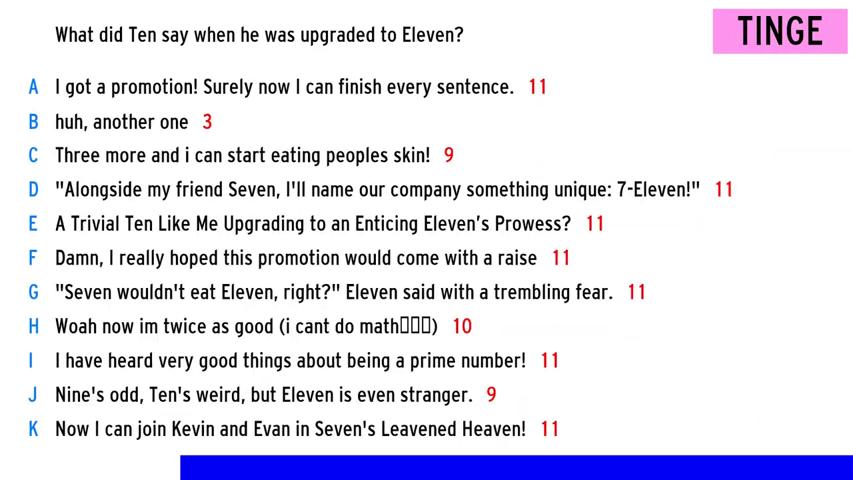 What did Ten say when he was upgraded to Eleven?
TINGE
A I got a promotion! Surely now I can finish every sentence. 11
B huh, another one 3
C Three more and i can start eating peoples skin! 9
D "Alongside my friend Seven, I'll name our company something unique: 7-Eleven!" 11
E A Trivial Ten Like Me Upgrading to an Enticing Eleven’s Prowess? 11
F Damn, I really hoped this promotion would come with a raise 11
G "Seven wouldn't eat Eleven, right?" Eleven said with a trembling fear. 11
H Woah now im twice as good (i cant do math▯▯▯) 10
I I have heard very good things about being a prime number! 11
J Nine's odd, Ten's weird, but Eleven is even stranger. 9
K Now I can join Kevin and Evan in Seven's Leavened Heaven! 11